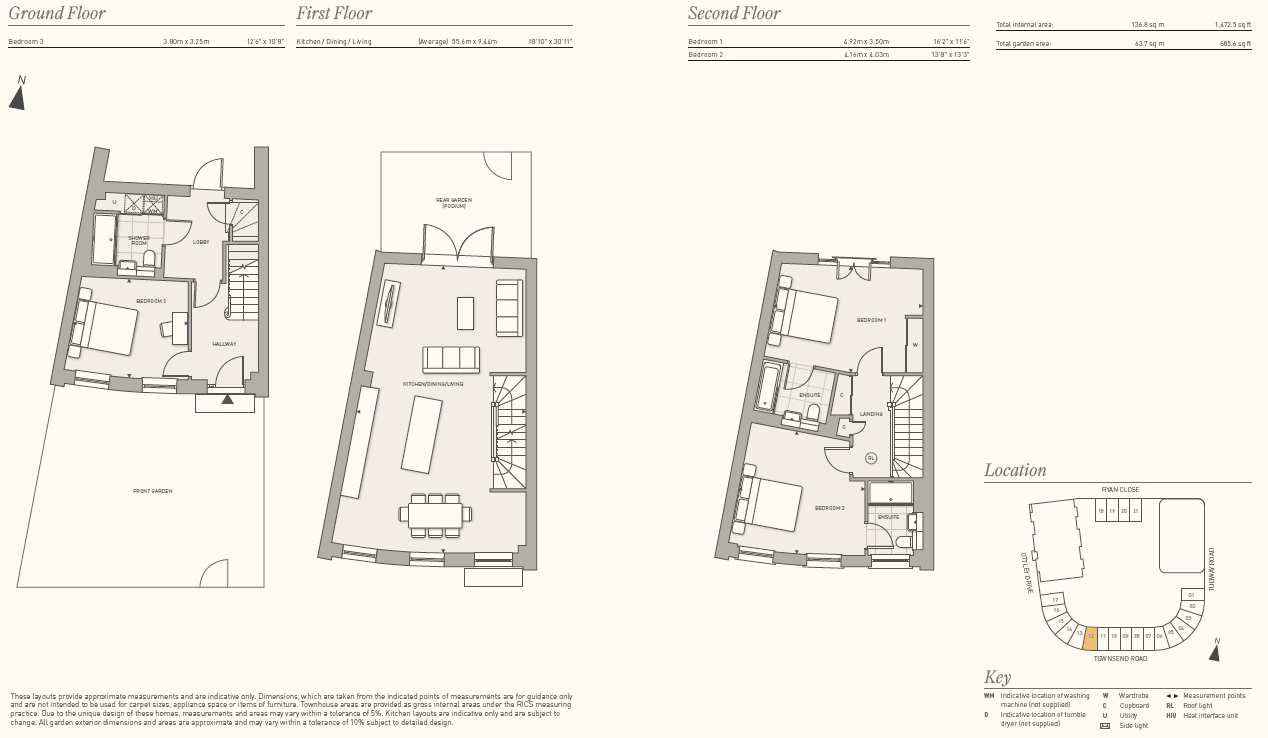 Ground Floor
Bedroom 3 3.80m x 3.25m 12'6" x 10'8"
First Floor
Kitchen / Dining / Living (Average) 55.6m x 9.44m 18'10" x 30'11"
Second Floor
Bedroom 1 4.92m x 3.50m 16'2" x 11'6"
Bedroom 2 4.16m x 4.03m 13'8" x 13'3"
Total internal area: 136.8 sq m 1,472.5 sq ft
Total garden area: 63.7 sq m 685.6 sq ft
N
U
D
WM
C
SHOWER
ROOM
LOBBY
BEDROOM 3
HALLWAY
FRONT GARDEN
REAR GARDEN
(PODIUM)
KITCHEN/DINING/LIVING
BEDROOM 1
W
ENSUITE
C
LANDING
C
RL
BEDROOM 2
ENSUITE
Location
RYAN CLOSE
18 19 20 21
OTTLEY DRIVE
TUDWAY ROAD
17
16
15
14
13
12
11
10
09
08
07
06
05
04
03
02
01
TOWNSEND ROAD
N
Key
WM Indicative location of washing
machine (not supplied)
D Indicative location of tumble
dryer (not supplied)
W Wardrobe
C Cupboard
U Utility
Side light
Measurement points
RL Roof light
HIU Heat interface unit
These layouts provide approximate measurements and are indicative only. Dimensions, which are taken from the indicated points of measurements are for guidance only
and are not intended to be used for carpet sizes, appliance space or items of furniture. Townhouse areas are provided as gross internal areas under the RICS measuring
practice. Due to the unique design of these homes, measurements and areas may vary within a tolerance of 5%. Kitchen layouts are indicative only and are subject to
change. All garden exterior dimensions and areas are approximate and may vary within a tolerance of 10% subject to detailed design.